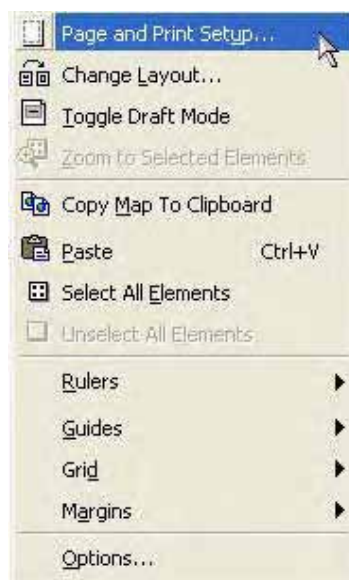 Page and Print Setup...
Change Layout...
Toggle Draft Mode
Zoom to Selected Elements
Copy Map To Clipboard
Paste Ctrl+V
Select All Elements
Unselect All Elements
Rulers
Guides
Grid
Margins
Options...